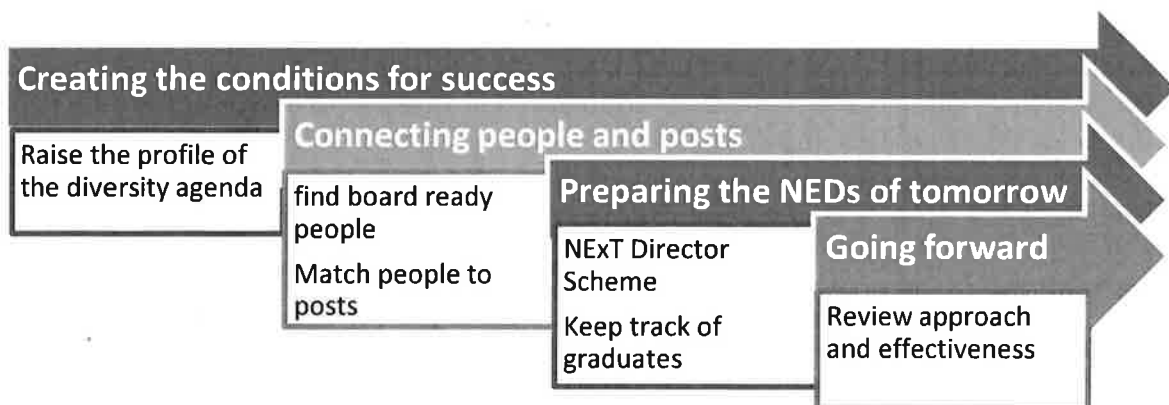 Creating the conditions for success
Raise the profile of
the diversity agenda
Connecting people and posts
find board ready
people
Match people to
posts
Preparing the NEDs of tomorrow
NExT Director
Scheme
Keep track of
graduates
Going forward
Review approach
and effectiveness